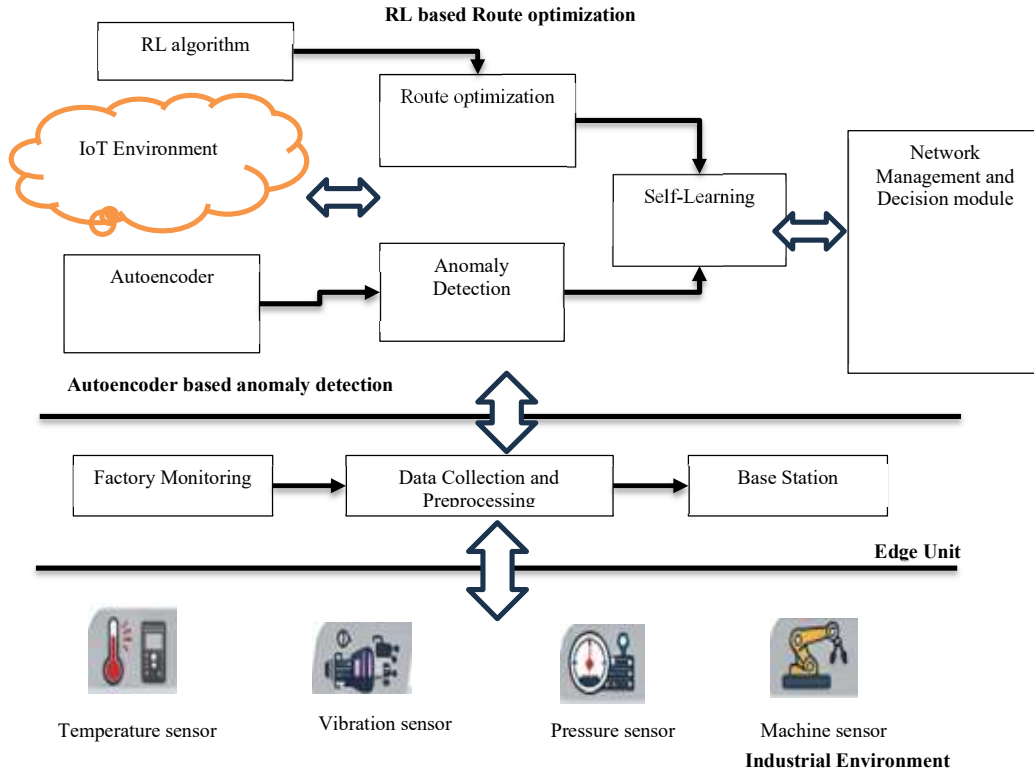 RL based Route optimization
RL algorithm
Route optimization
IoT Environment
Network
Management and
Decision module
Self-Learning
Autoencoder
Anomaly
Detection
Autoencoder based anomaly detection
Factory Monitoring
Data Collection and
Preprocessing
Base Station
Edge Unit
Temperature sensor
Vibration sensor
Pressure sensor
Machine sensor
Industrial Environment